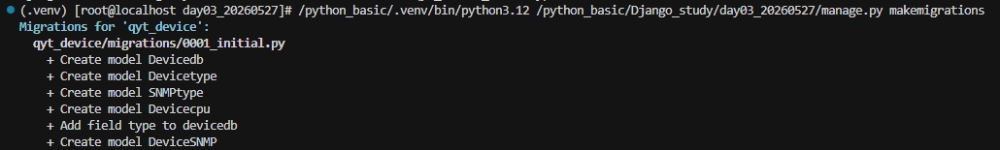 (.venv) [root@localhost day03_20260527]# /python_basic/.venv/bin/python3.12 /python_basic/Django_study/day03_20260527/manage.py makemigrations
Migrations for 'qyt_device':
qyt_device/migrations/0001_initial.py
+ Create model Devicedb
+ Create model Devicetype
+ Create model SNMPtype
+ Create model Devicecpu
+ Add field type to devicedb
+ Create model DeviceSNMP